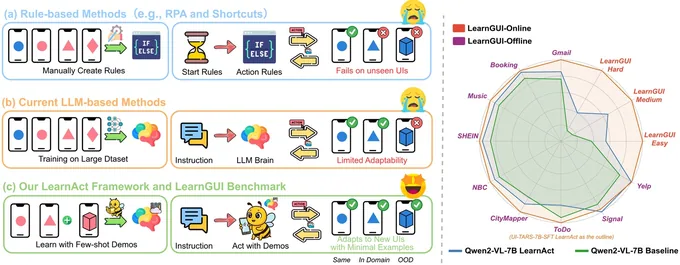 (a) Rule-based Methods（e.g., RPA and Shortcuts）
IF
ELSE
IF
ELSE
Manually Create Rules
Start Rules
Action Rules
Fails on unseen UIs
(b) Current LLM-based Methods
Training on Large Dtaset
Instruction
LLM Brain
Limited Adaptability
(c) Our LearnAct Framework and LearnGUI Benchmark
Learn with Few-shot Demos
Instruction
Act with Demos
Adapts to New UIs
with Minimal Examples
Same
In Domain
OOD
LearnGUI-Online
LearnGUI-Offline
Gmail
Booking
LearnGUI
Hard
Music
LearnGUI
Medium
SHEIN
LearnGUI
Easy
NBC
Yelp
CityMapper
Signal
ToDo
(UI-TARS-7B-SFT LearnAct as the outline)
Qwen2-VL-7B LearnAct
Qwen2-VL-7B Baseline